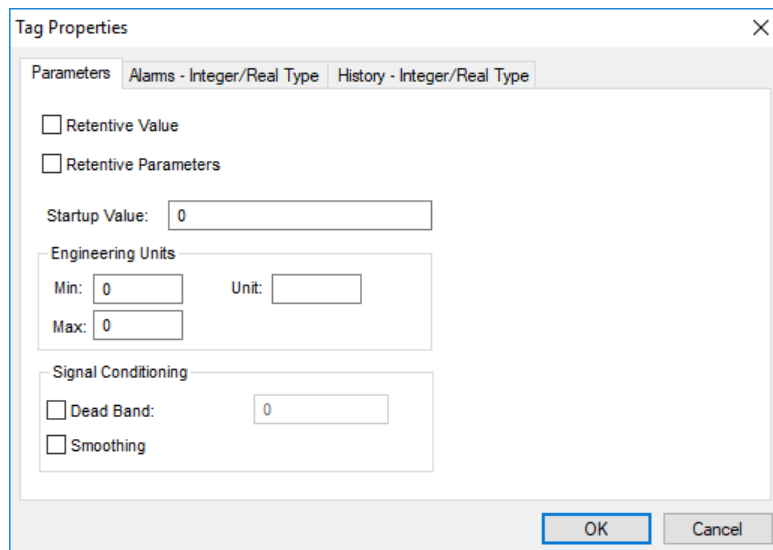 Tag Properties
Parameters Alarms - Integer/Real Type History - Integer/Real Type
Retentive Value
Retentive Parameters
Startup Value: 0
Engineering Units
Min: 0 Unit:
Max: 0
Signal Conditioning
Dead Band: 0
Smoothing
OK Cancel